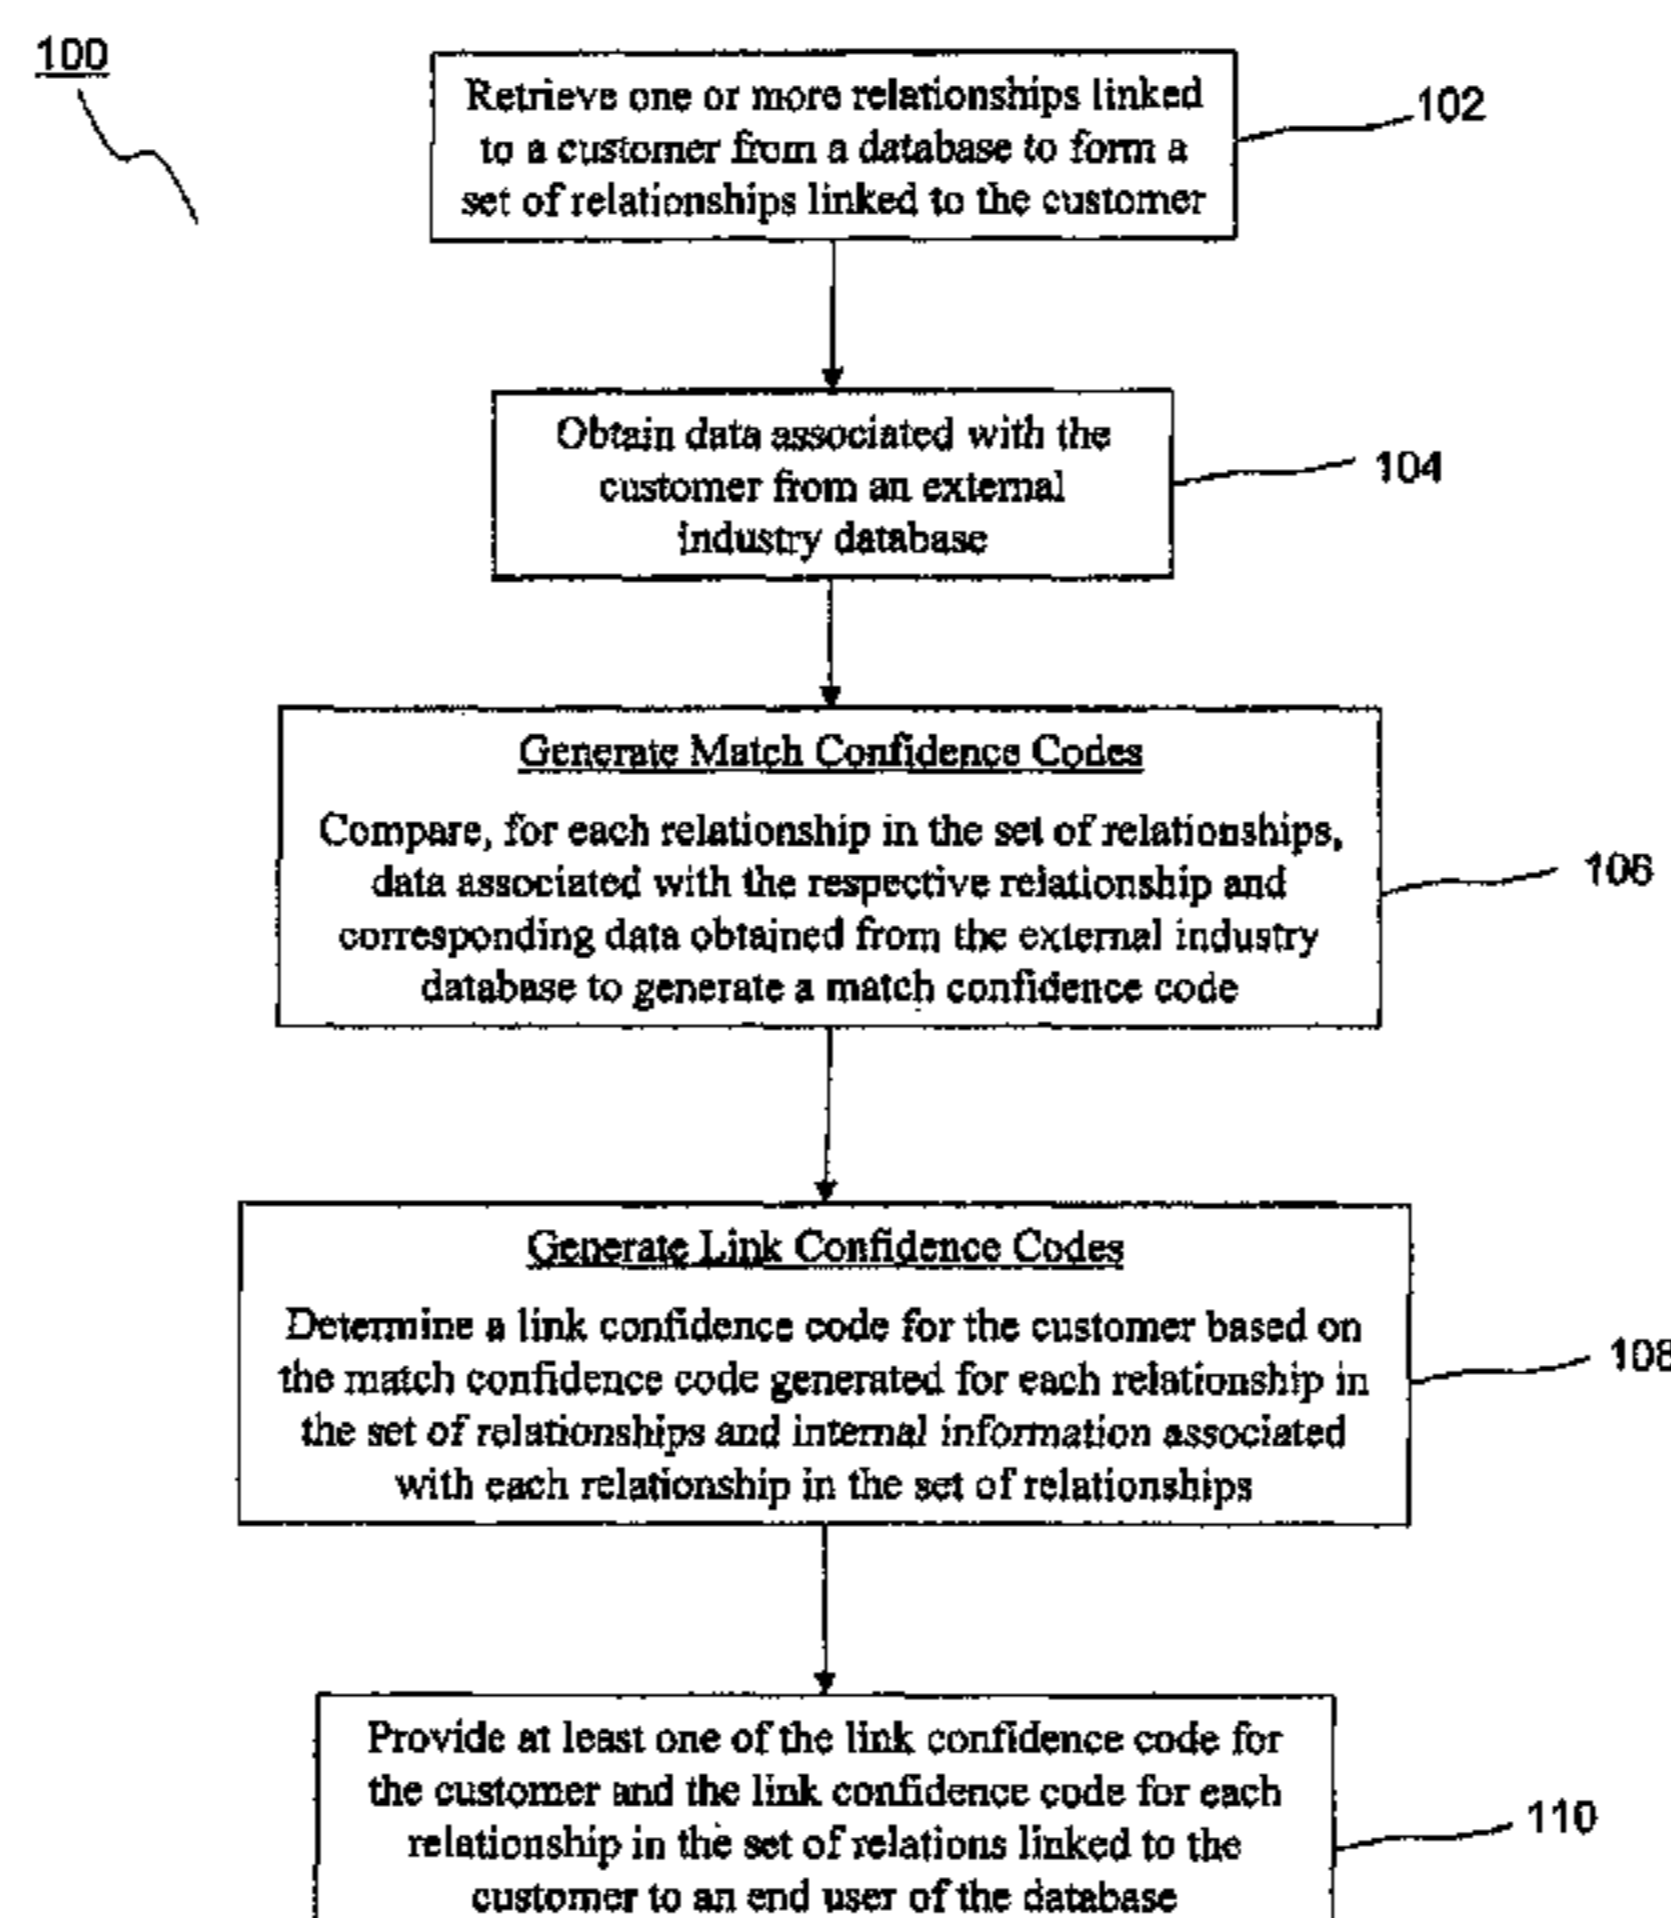 100
Retrieve one or more relationships linked
to a customer from a database to form a
set of relationships linked to the customer
102
Obtain data associated with the
customer from an external
industry database
104
Generate Match Confidence Codes
Compare, for each relationship in the set of relationships,
data associated with the respective relationship and
corresponding data obtained from the external industry
database to generate a match confidence code
106
Generate Link Confidence Codes
Determine a link confidence code for the customer based on
the match confidence code generated for each relationship in
the set of relationships and internal information associated
with each relationship in the set of relationships
108
Provide at least one of the link confidence code for
the customer and the link confidence code for each
relationship in the set of relations linked to the
customer to an end user of the database
110